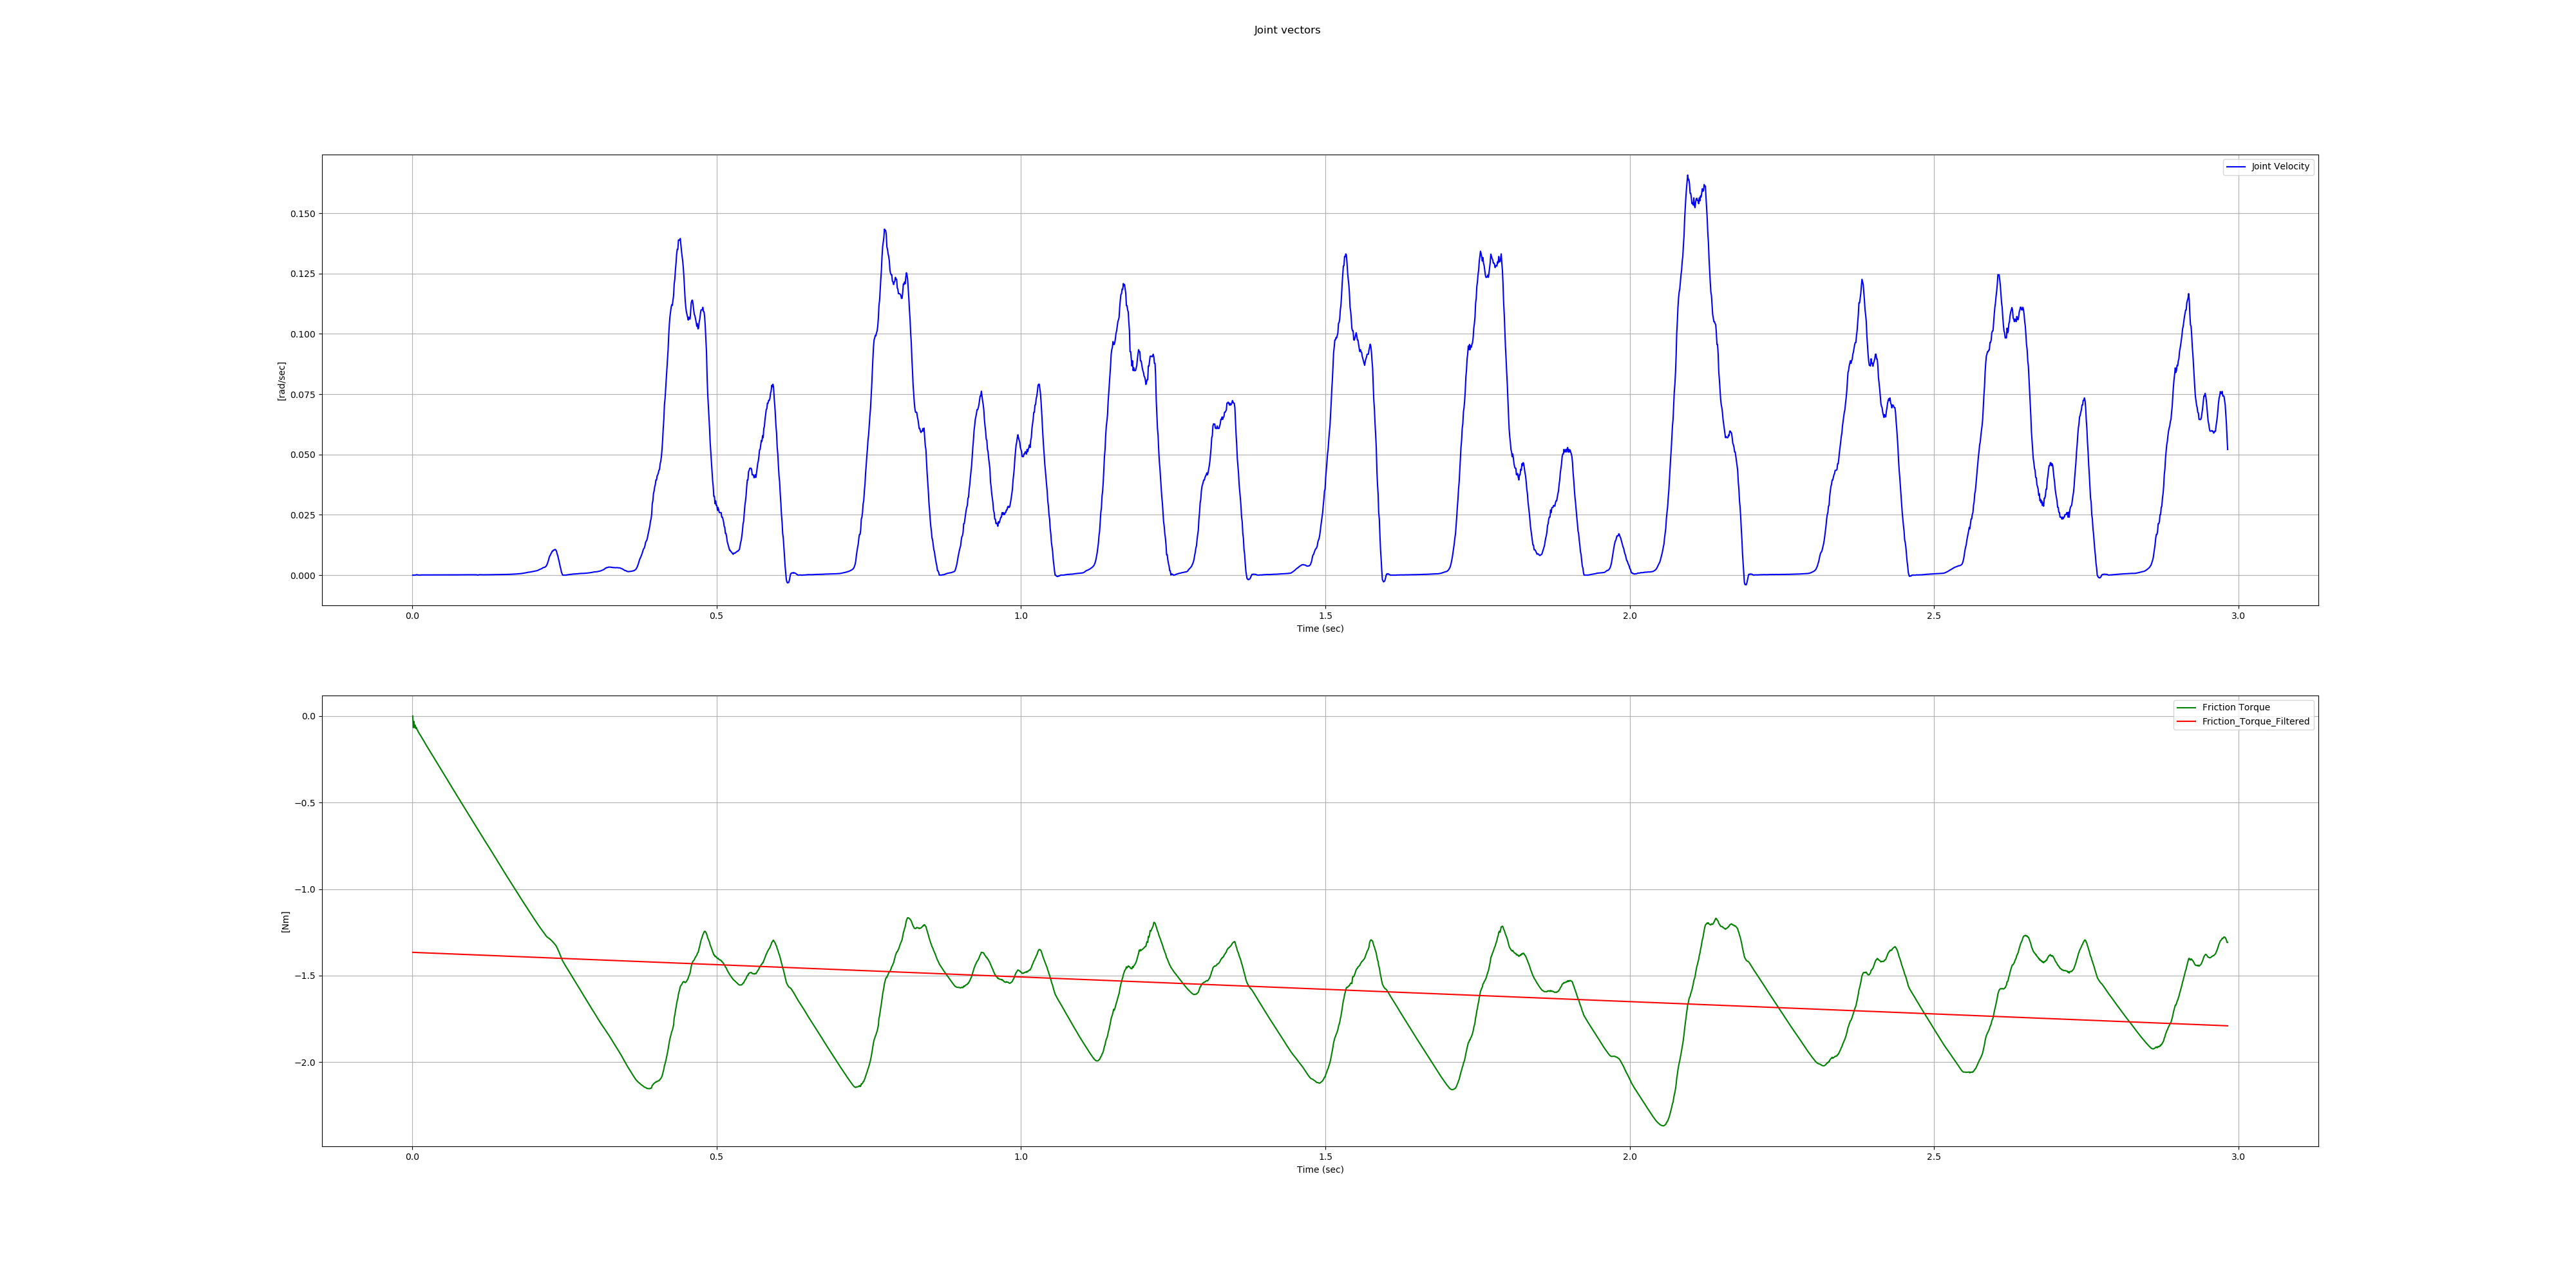 Joint vectors
Joint Velocity
0.150
0.125
0.100
0.075
0.050
0.025
0.000
[rad/sec]
0.0 0.5 1.0 1.5 2.0 2.5 3.0
Time (sec)
Friction Torque
Friction_Torque_Filtered
0.0
−0.5
−1.0
−1.5
−2.0
[Nm]
0.0 0.5 1.0 1.5 2.0 2.5 3.0
Time (sec)